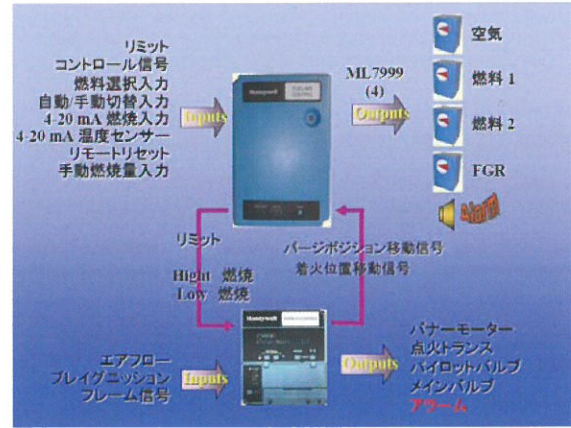 リミット
コントロール信号
燃料選択入力
自動/手動切替入力
4-20 mA 燃焼入力
4-20 mA 温度センサー
リモートリセット
手動燃焼量入力
Inputs
Honeywell
ML7999
(4)
Outputs
空気
燃料 1
燃料 2
FGR
Alarm
リミット
Hight 燃焼
Low 燃焼
パージポジション移動信号
着火位置移動信号
Honeywell
エアフロー
プレイグニッション
フレーム信号
Inputs
Outputs
バナーモーター
点火トランス
パイロットバルブ
メインバルブ
アラーム